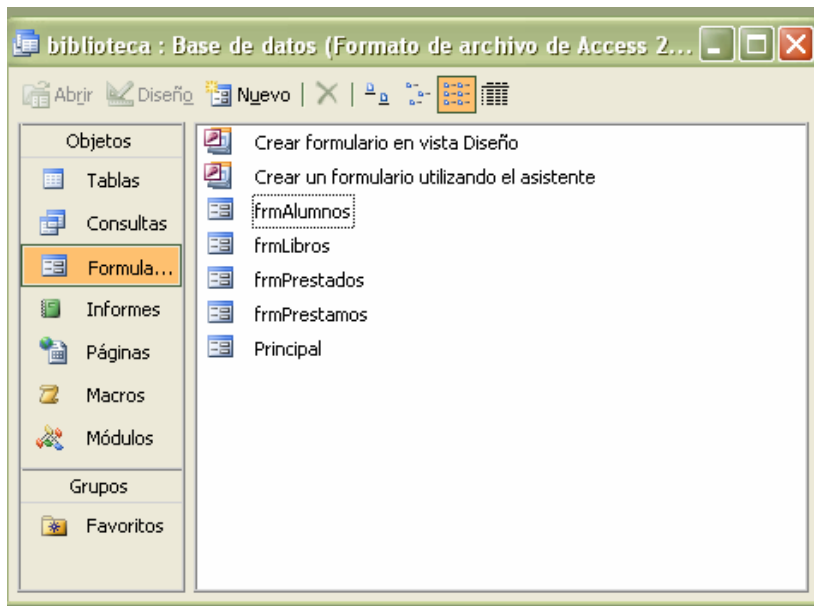 biblioteca : Base de datos (Formato de archivo de Access 2...
Abrir Diseño Nuevo
Objetos
Tablas
Consultas
Formula...
Informes
Páginas
Macros
Módulos
Grupos
Favoritos
Crear formulario en vista Diseño
Crear un formulario utilizando el asistente
frmAlumnos
frmLibros
frmPrestados
frmPrestamos
Principal